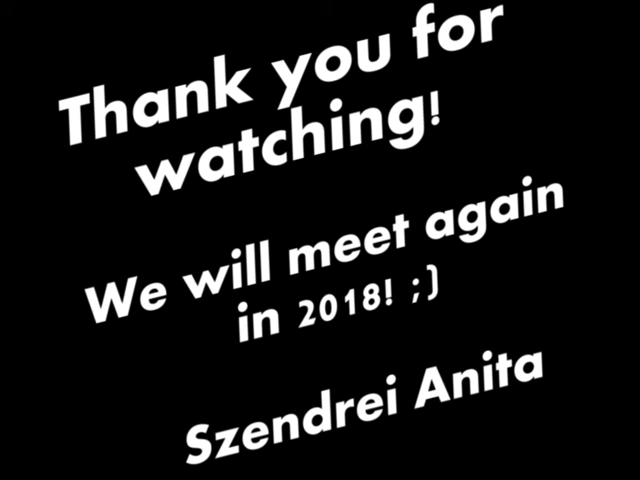 Thank you for
watching!
We will meet again
in 2018! ;)
Szendrei Anita